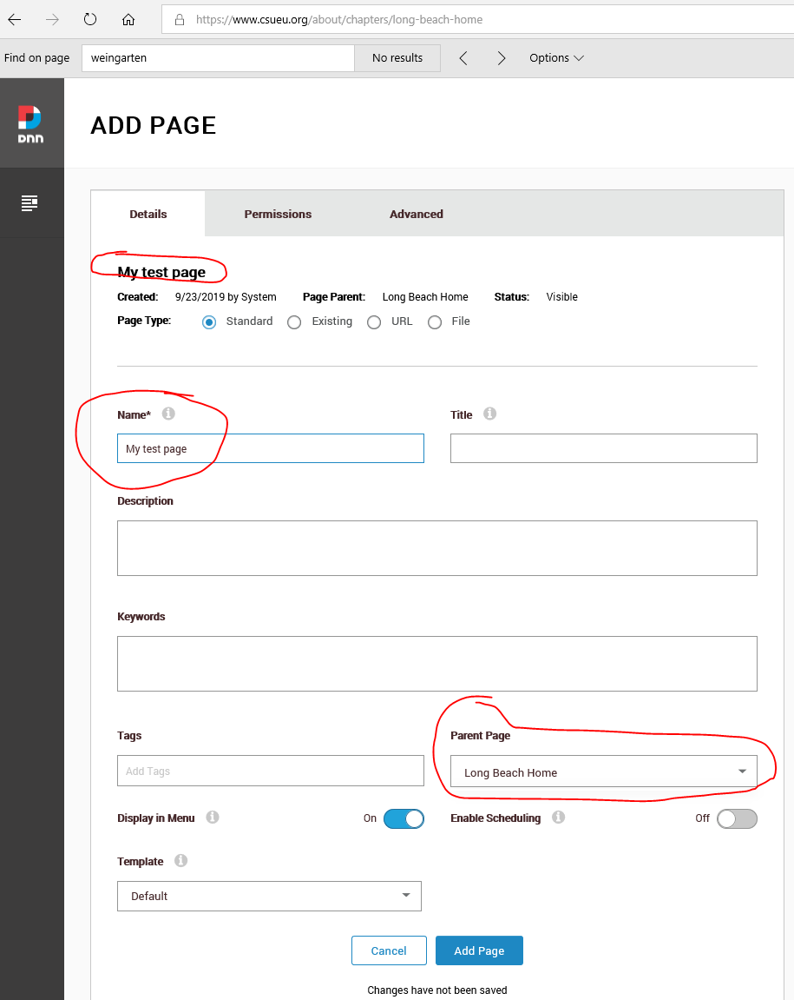 https://www.csueu.org/about/chapters/long-beach-home
Find on page weingarten No results Options
DNN
ADD PAGE
Details Permissions Advanced
My test page
Created: 9/23/2019 by System Page Parent: Long Beach Home Status: Visible
Page Type: Standard Existing URL File
Name* Title
My test page
Description
Keywords
Tags Parent Page
Add Tags Long Beach Home
Display in Menu On Enable Scheduling Off
Template
Default
Cancel Add Page
Changes have not been saved